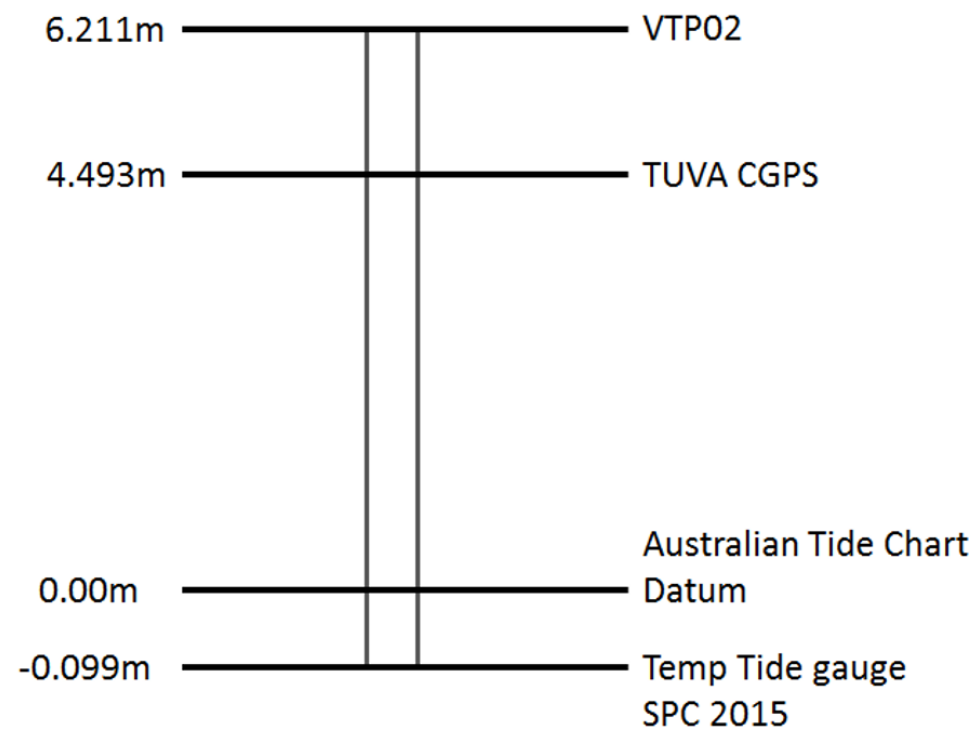 6.211m VTP02
4.493m TUVA CGPS
Australian Tide Chart
0.00m Datum
-0.099m Temp Tide gauge
SPC 2015